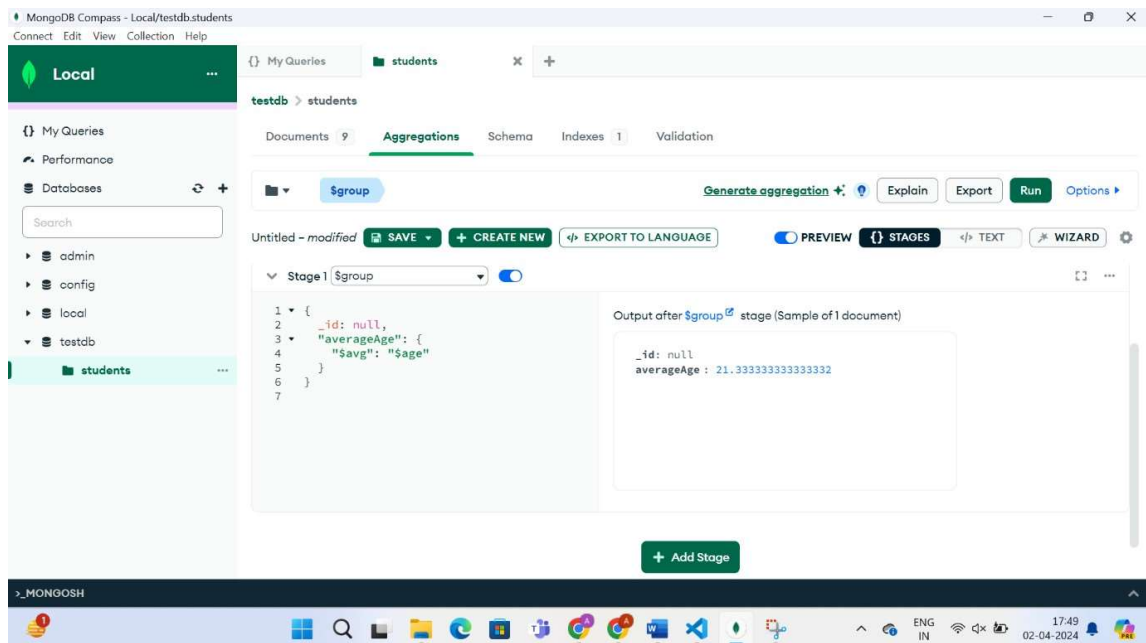 MongoDB Compass - Local/testdb.students
Connect Edit View Collection Help
Local
{} My Queries
Performance
Databases
Search
admin
config
local
testdb
students
{} My Queries
students
testdb > students
Documents 9 Aggregations Schema Indexes 1 Validation
$group
Generate aggregation Explain Export Run Options
Untitled – modified SAVE + CREATE NEW </> EXPORT TO LANGUAGE PREVIEW {} STAGES </> TEXT WIZARD
Stage 1 $group
1 {
2 _id: null,
3 "averageAge": {
4 "$avg": "$age"
5 }
6 }
7
Output after $group stage (Sample of 1 document)
_id: null
averageAge : 21.333333333333332
+ Add Stage
>_MONGOSH
ENG
IN
17:49
02-04-2024